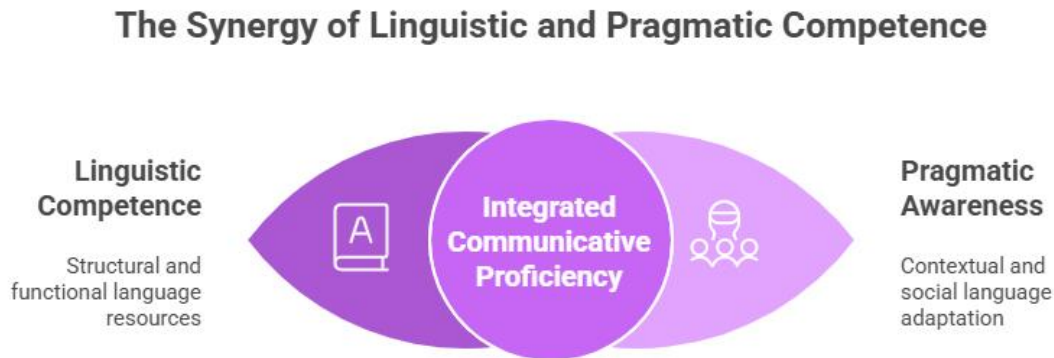 The Synergy of Linguistic and Pragmatic Competence
Linguistic
Competence
Structural and
functional language
resources
A
Integrated
Communicative
Proficiency
Pragmatic
Awareness
Contextual and
social language
adaptation